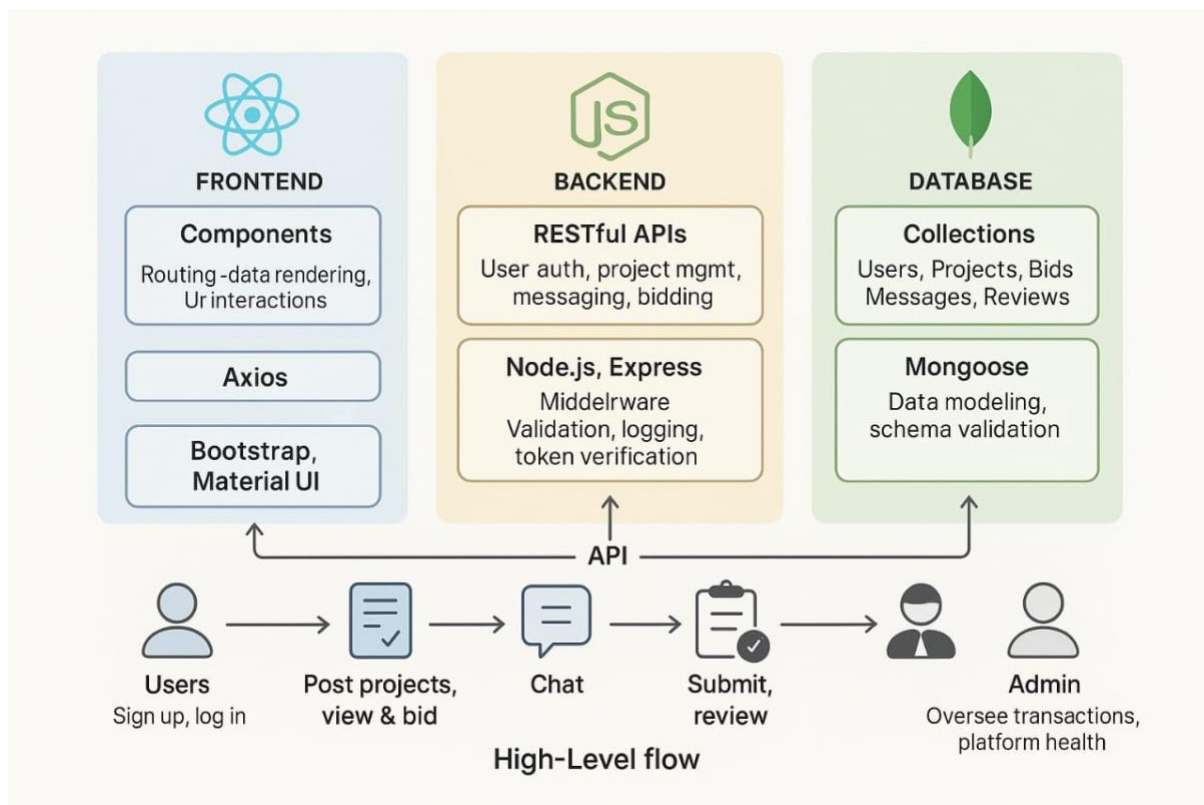 JS
FRONTEND
BACKEND
DATABASE
Components
Routing-data rendering,
Ur interactions
Axios
Bootstrap,
Material UI
RESTful APIs
User auth, project mgmt,
messaging, bidding
Node.js, Express
Middelrware
Validation, logging,
token verification
Collections
Users, Projects, Bids
Messages, Reviews
Mongoose
Data modeling,
schema validation
API
Users
Sign up, log in
Post projects,
view & bid
Chat
Submit,
review
Admin
Oversee transactions,
platform health
High-Level flow